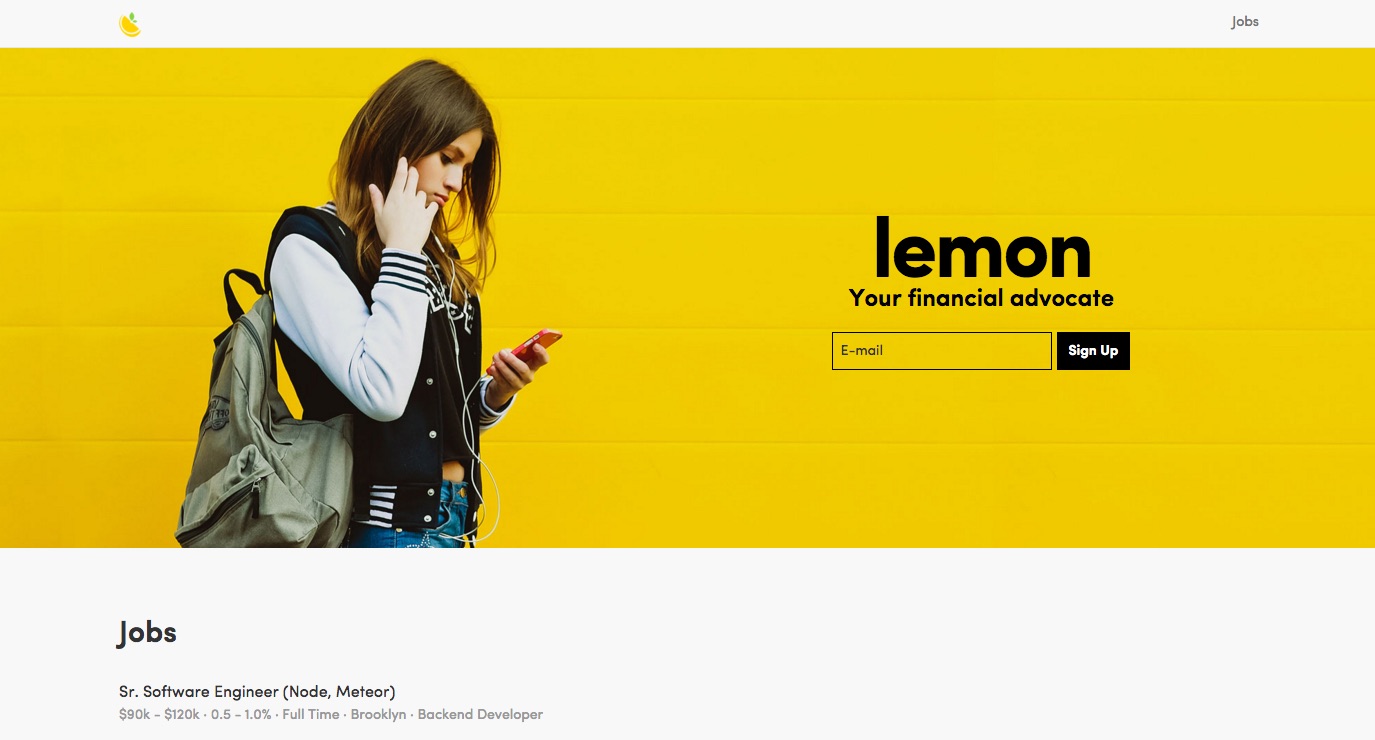 Jobs
lemon
Your financial advocate
E-mail
Sign Up
Jobs
Sr. Software Engineer (Node, Meteor)
$90k - $120k · 0.5 - 1.0% · Full Time · Brooklyn · Backend Developer